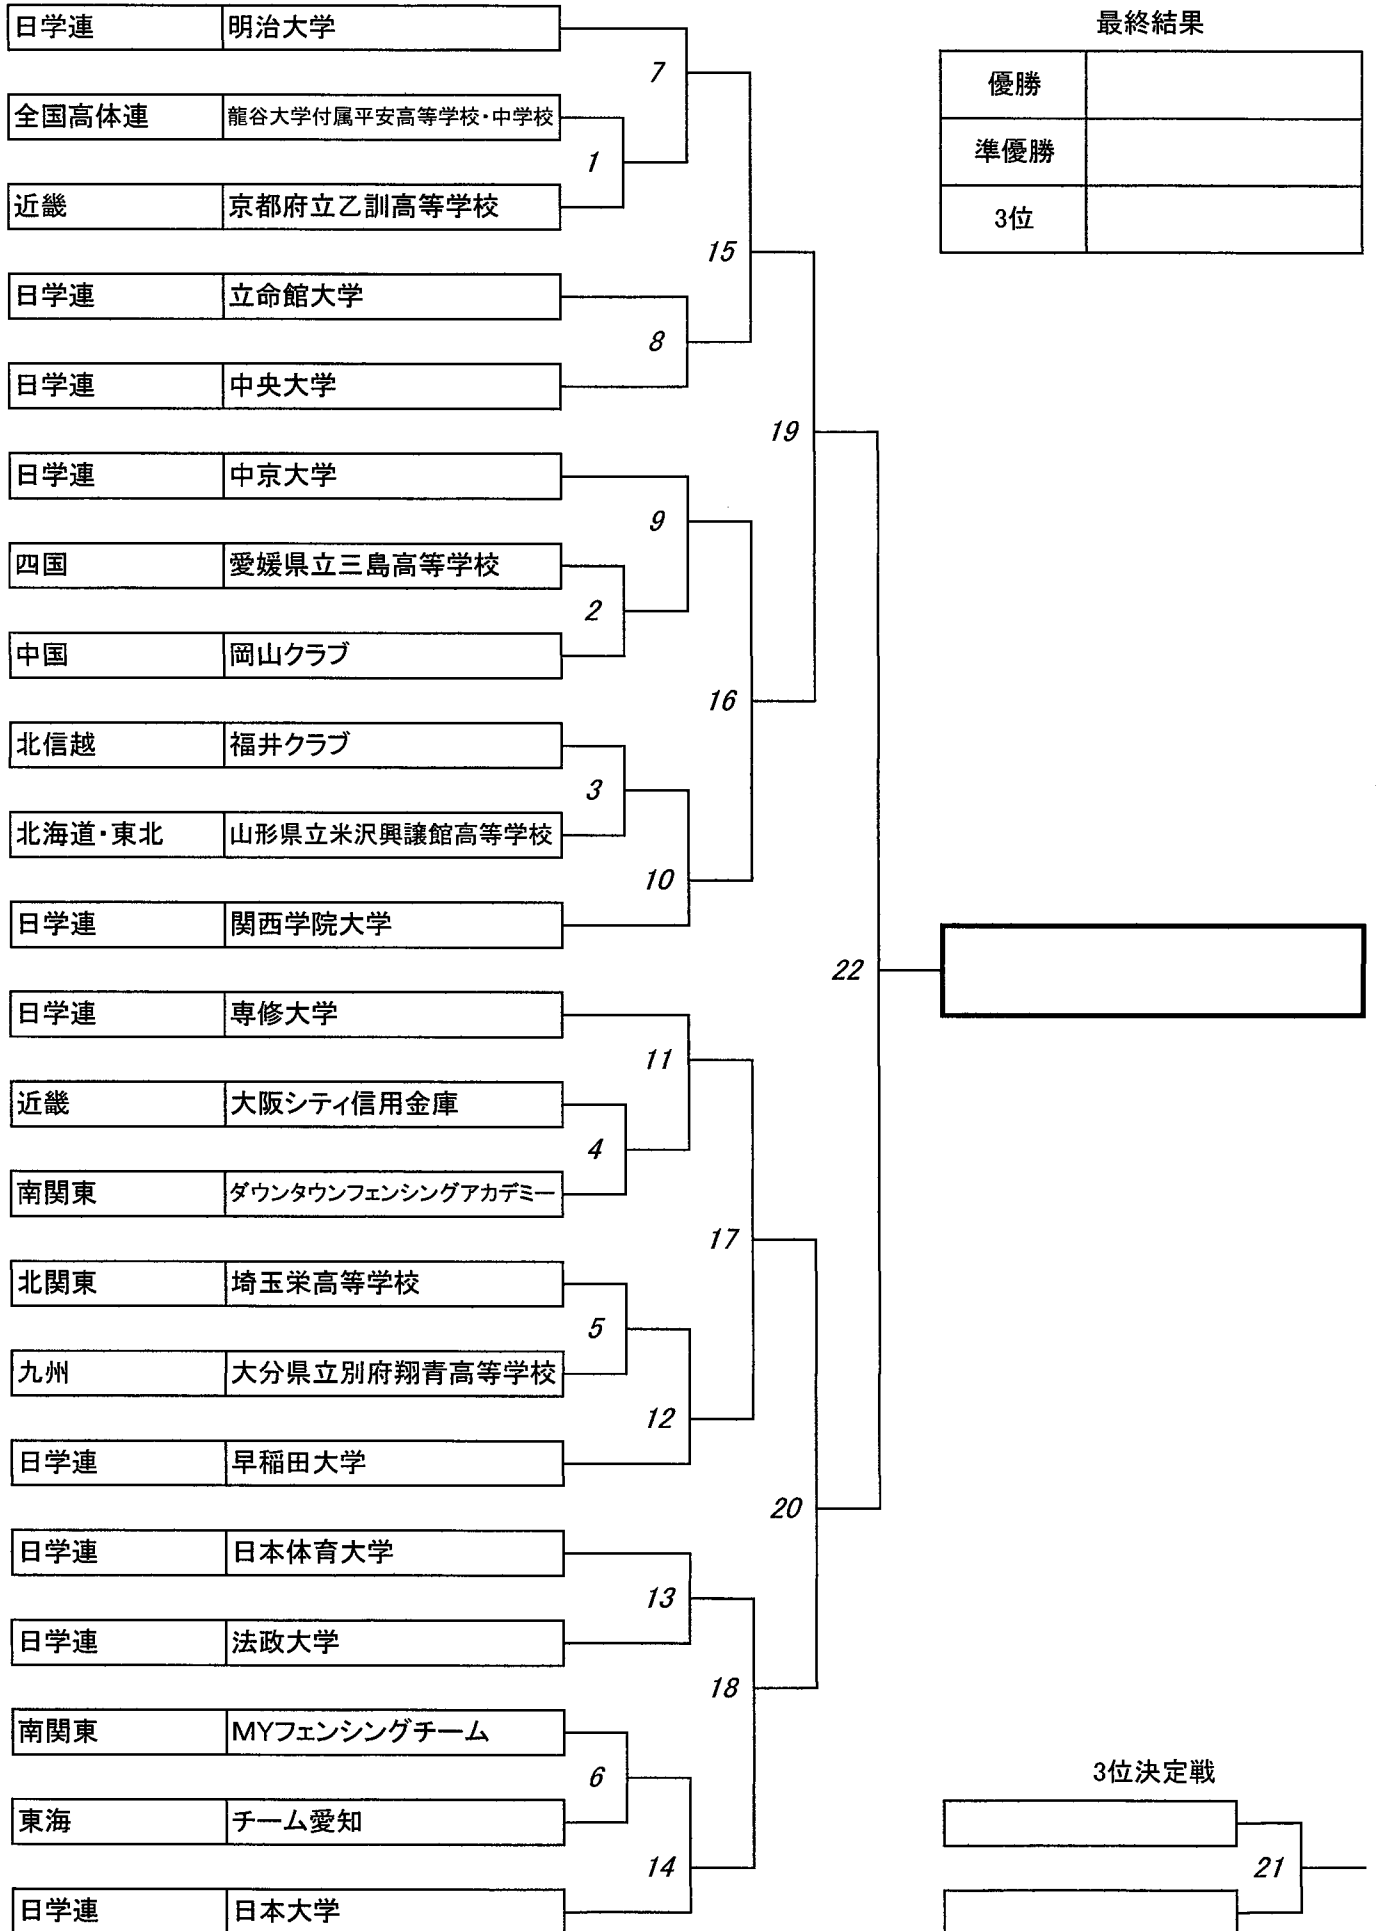 日学連 明治大学
全国高体連 龍谷大学付属平安高等学校・中学校
近畿 京都府立乙訓高等学校
日学連 立命館大学
日学連 中央大学
日学連 中京大学
四国 愛媛県立三島高等学校
中国 岡山クラブ
北信越 福井クラブ
北海道・東北 山形県立米沢興譲館高等学校
日学連 関西学院大学
日学連 専修大学
近畿 大阪シティ信用金庫
南関東 ダウンタウンフェンシングアカデミー
北関東 埼玉栄高等学校
九州 大分県立別府翔青高等学校
日学連 早稲田大学
日学連 日本体育大学
日学連 法政大学
南関東 MYフェンシングチーム
東海 チーム愛知
日学連 日本大学
1
2
3
4
5
6
7
8
9
10
11
12
13
14
15
16
17
18
19
20
22
最終結果
優勝
準優勝
3位
3位決定戦
21